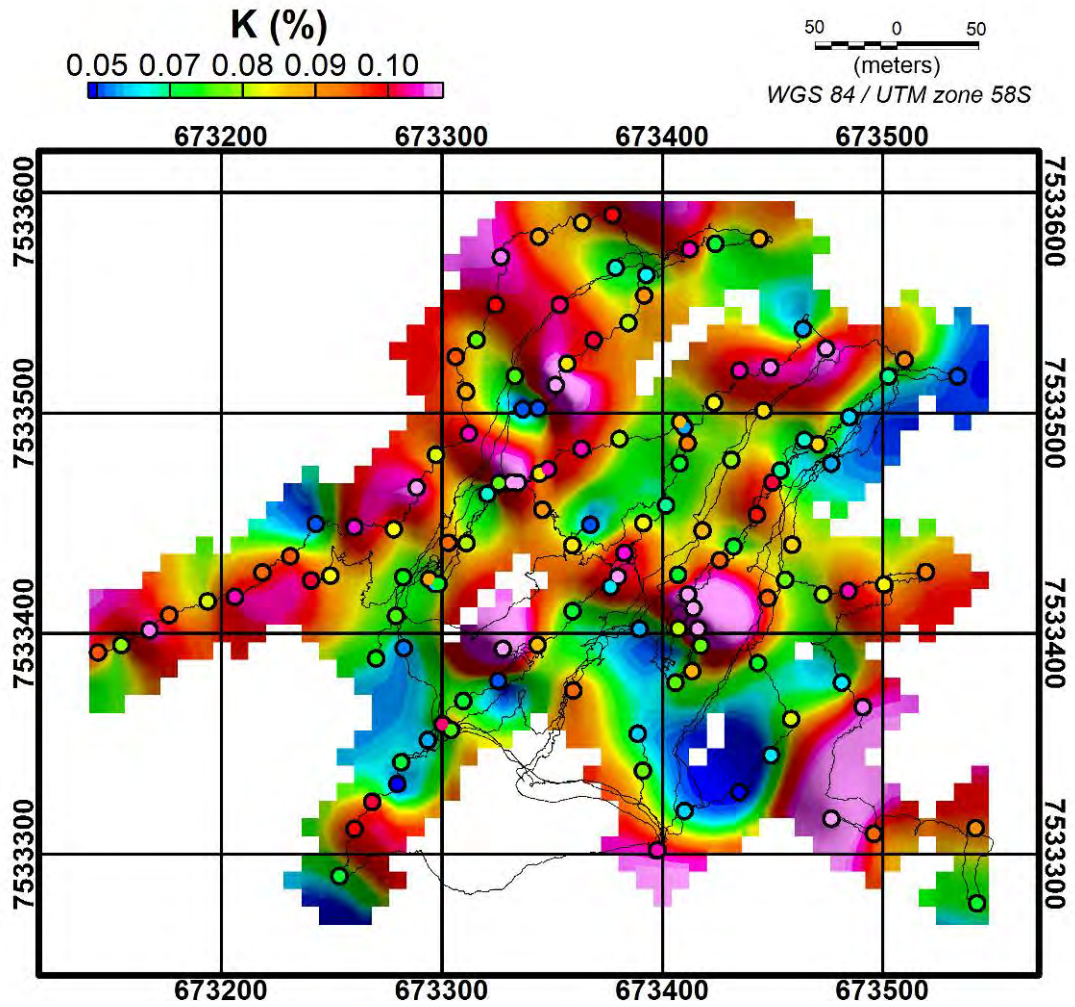 K (%)
0.05 0.07 0.08 0.09 0.10
50 0 50
(meters)
WGS 84 / UTM zone 58S
673200 673300 673400 673500
7533600 7533600
7533500 7533500
7533400 7533400
7533300 7533300
673200 673300 673400 673500